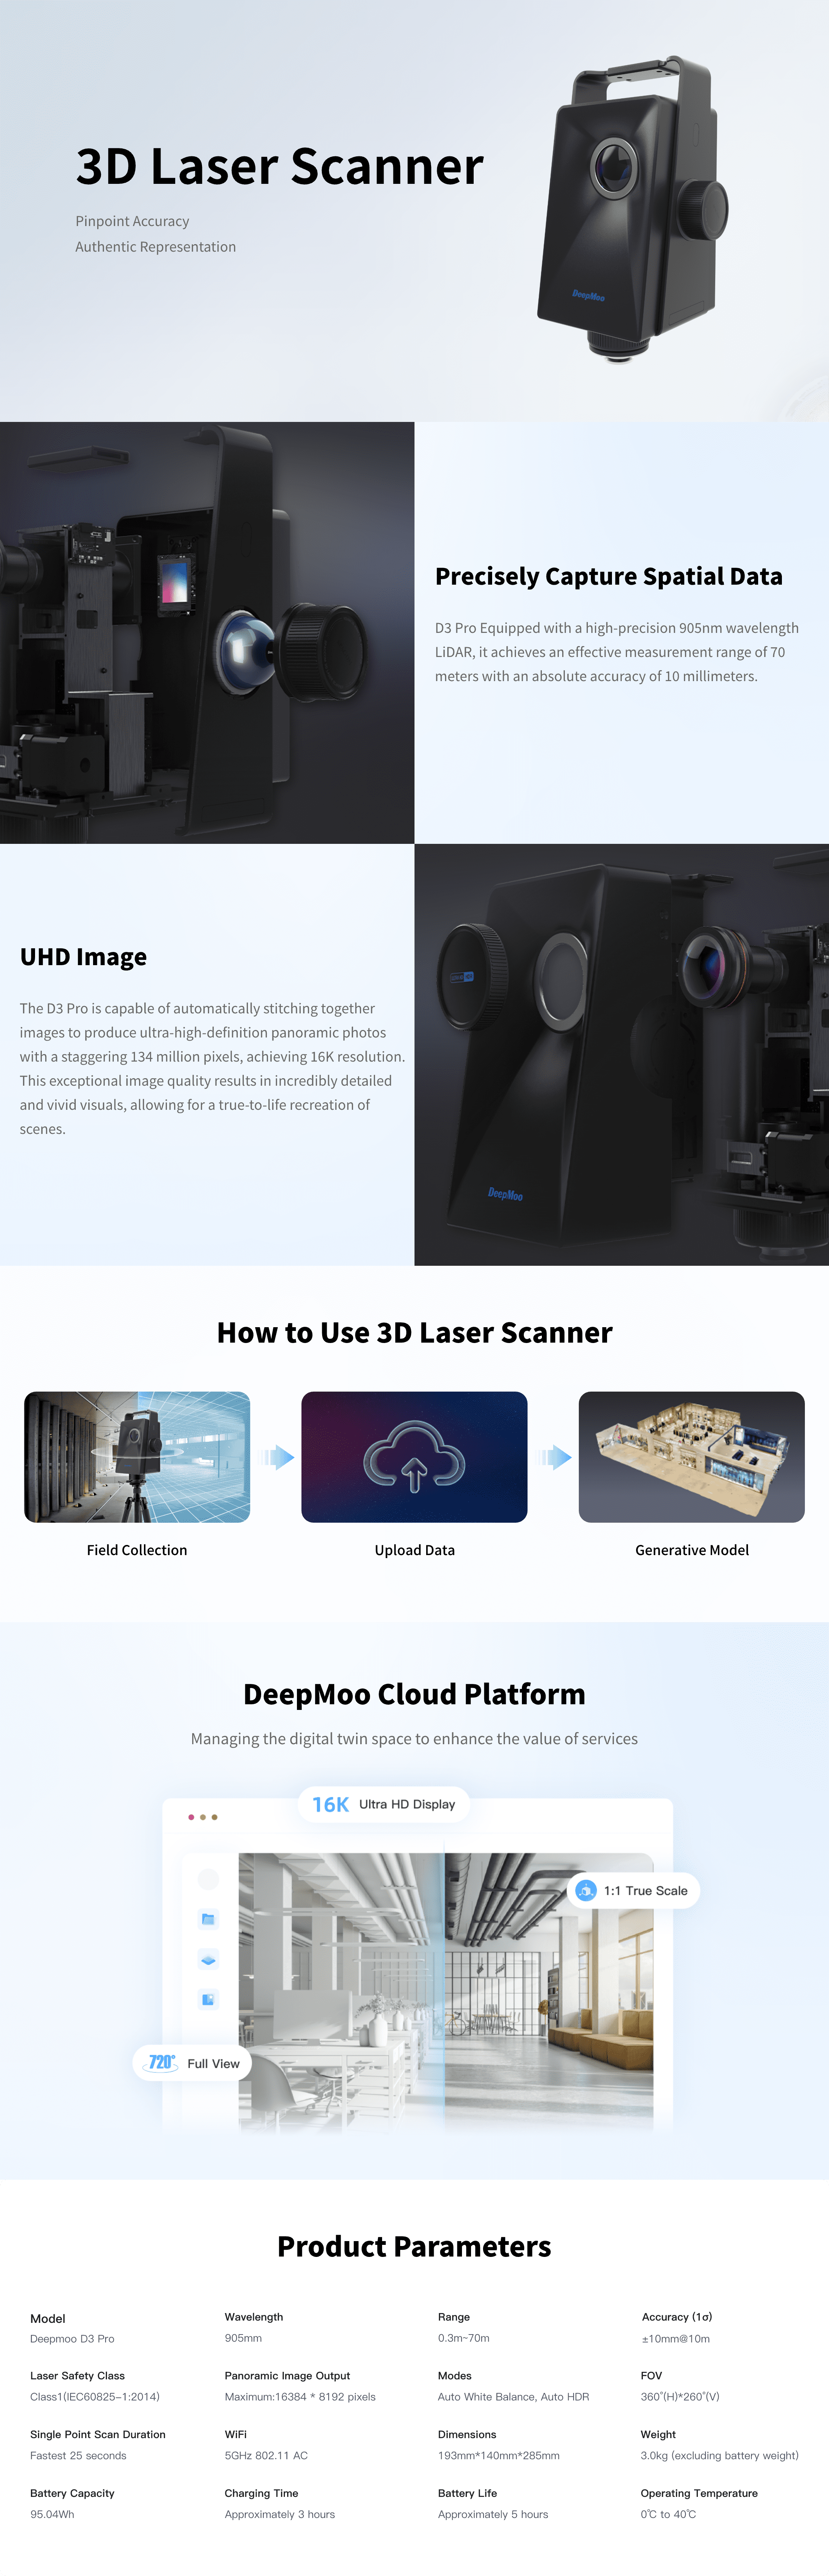 3D Laser Scanner
Pinpoint Accuracy
Authentic Representation
DeepMoo
Precisely Capture Spatial Data
D3 Pro Equipped with a high-precision 905nm wavelength
LiDAR, it achieves an effective measurement range of 70
meters with an absolute accuracy of 10 millimeters.
UHD Image
The D3 Pro is capable of automatically stitching together
images to produce ultra-high-definition panoramic photos
with a staggering 134 million pixels, achieving 16K resolution.
This exceptional image quality results in incredibly detailed
and vivid visuals, allowing for a true-to-life recreation of
scenes.
DeepMoo
How to Use 3D Laser Scanner
Field Collection
Upload Data
Generative Model
DeepMoo Cloud Platform
Managing the digital twin space to enhance the value of services
16K Ultra HD Display
1:1 True Scale
720° Full View
Product Parameters
Model
Deepmoo D3 Pro
Wavelength
905mm
Range
0.3m~70m
Accuracy (1σ)
±10mm@10m
Laser Safety Class
Class1(IEC60825-1:2014)
Panoramic Image Output
Maximum:16384 * 8192 pixels
Modes
Auto White Balance, Auto HDR
FOV
360°(H)*260°(V)
Single Point Scan Duration
Fastest 25 seconds
WiFi
5GHz 802.11 AC
Dimensions
193mm*140mm*285mm
Weight
3.0kg (excluding battery weight)
Battery Capacity
95.04Wh
Charging Time
Approximately 3 hours
Battery Life
Approximately 5 hours
Operating Temperature
0℃ to 40℃